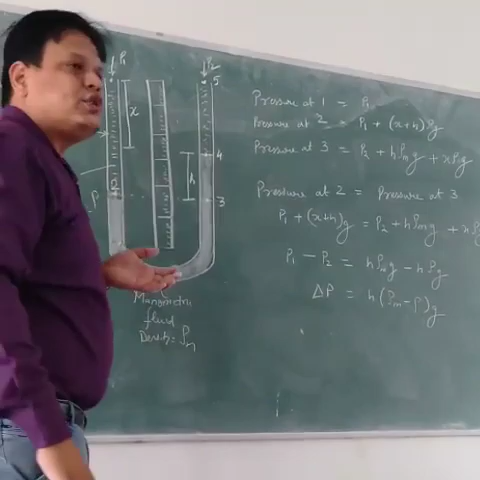 P₁
P₂
1
5
x
4
h
2
3
ρ
Manometric
fluid
Density = ρm
Pressure at 1 = P₁
Pressure at 2 = P₁ + (x+h)ρg
Pressure at 3 = P₂ + hρmg + xρg
Pressure at 2 = Pressure at 3
P₁ + (x+h)g = P₂ + hρmg + xρg
P₁ − P₂ = hρmg − hρg
ΔP = h(ρm − ρ)g